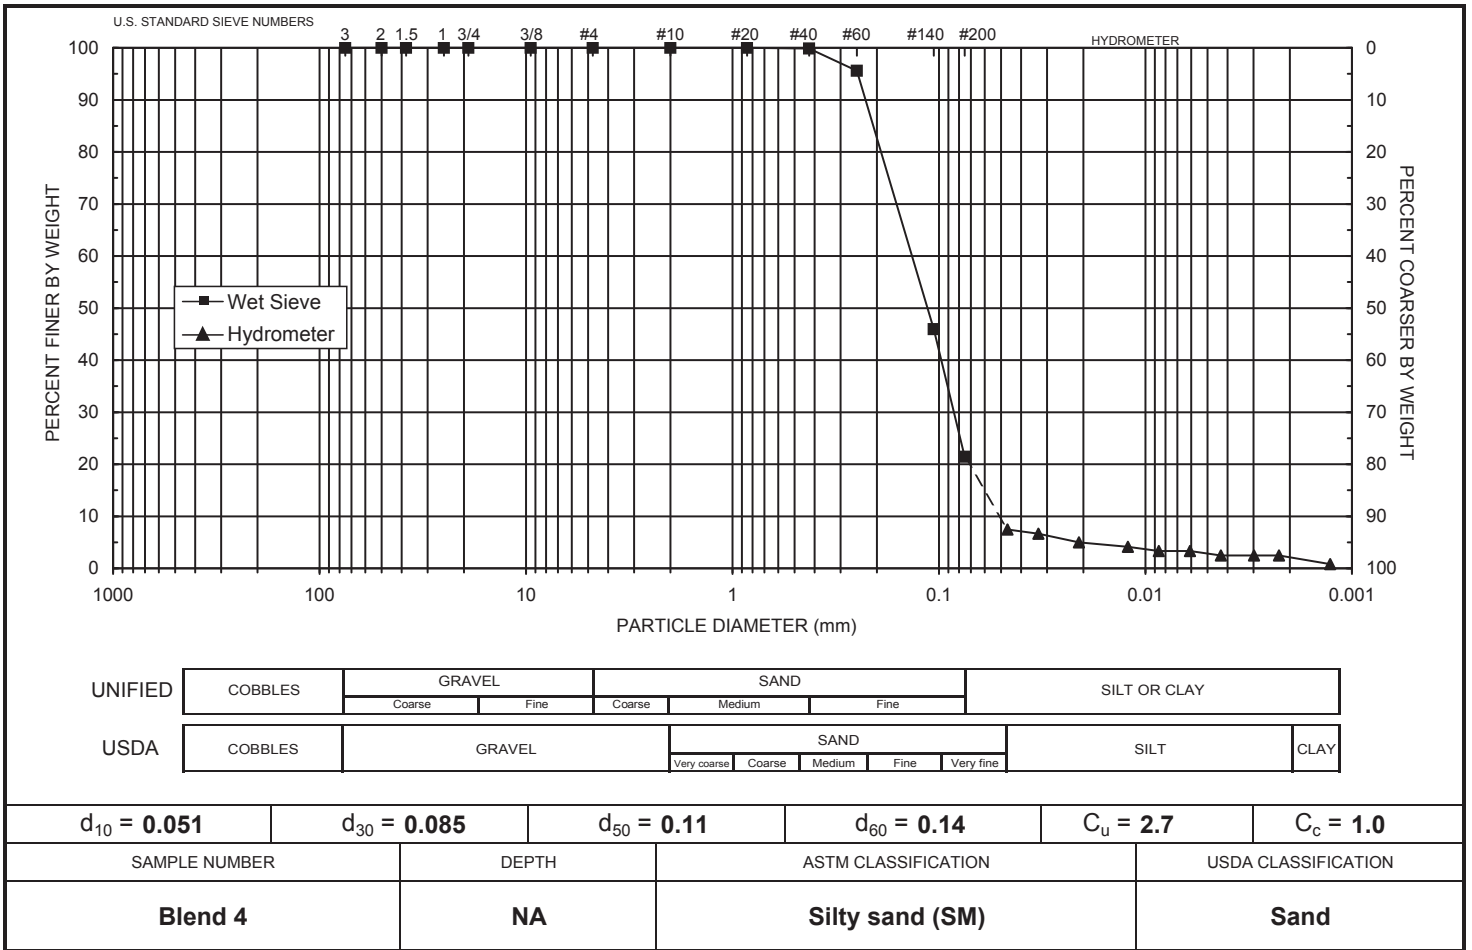 U.S. STANDARD SIEVE NUMBERS
3 2 1.5 1 3/4 3/8 #4 #10 #20 #40 #60 #140 #200
HYDROMETER
100 0
90 10
80 20
70 30
60 40
50 50
40 60
30 70
20 80
10 90
0 100
PERCENT FINER BY WEIGHT
PERCENT COARSER BY WEIGHT
Wet Sieve
Hydrometer
1000 100 10 1 0.1 0.01 0.001
PARTICLE DIAMETER (mm)
UNIFIED COBBLES GRAVEL SAND SILT OR CLAY
Coarse Fine Coarse Medium Fine
USDA COBBLES GRAVEL SAND SILT CLAY
Very coarse Coarse Medium Fine Very fine
d10 = 0.051 d30 = 0.085 d50 = 0.11 d60 = 0.14 Cu = 2.7 Cc = 1.0
SAMPLE NUMBER DEPTH ASTM CLASSIFICATION USDA CLASSIFICATION
Blend 4 NA Silty sand (SM) Sand